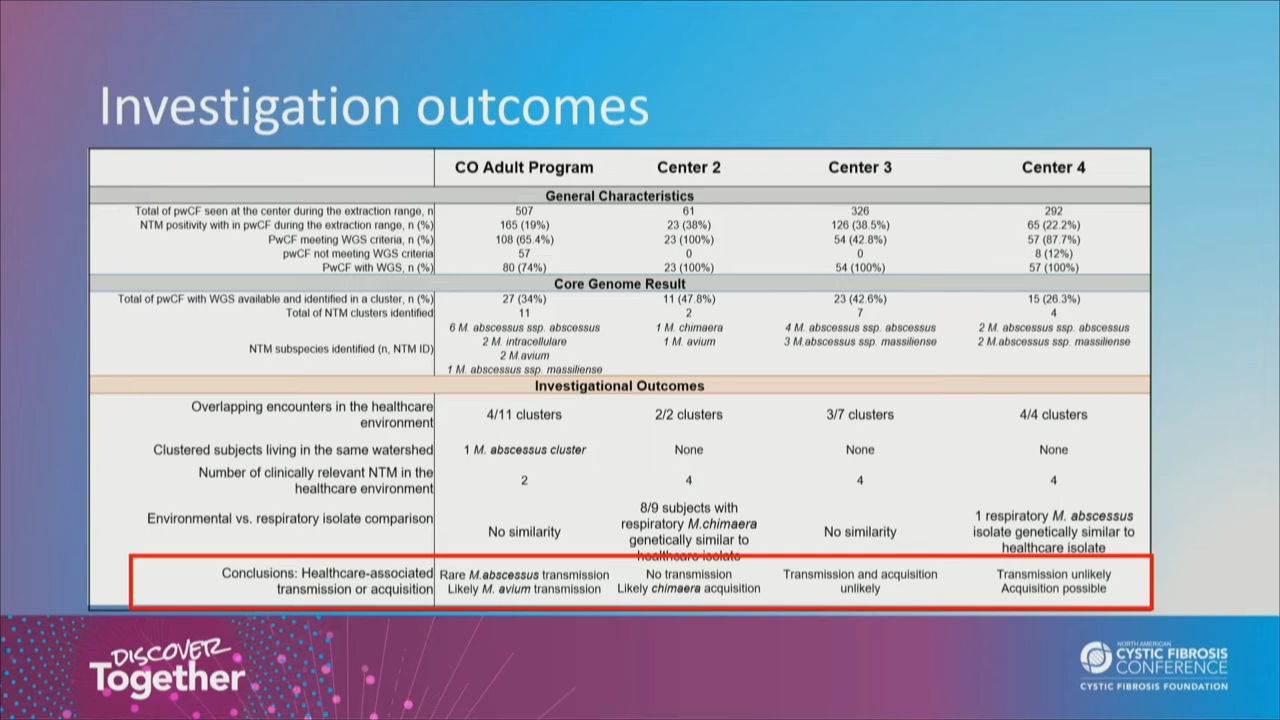 Investigation outcomes
CO Adult Program Center 2 Center 3 Center 4
General Characteristics
Total of pwCF seen at the center during the extraction range, n 507 61 326 292
NTM positivity with in pwCF during the extraction range, n (%) 165 (19%) 23 (38%) 126 (38.5%) 65 (22.2%)
PwCF meeting WGS criteria, n (%) 108 (65.4%) 23 (100%) 54 (42.8%) 57 (87.7%)
pwCF not meeting WGS criteria 57 0 0 8 (12%)
PwCF with WGS, n (%) 80 (74%) 23 (100%) 54 (100%) 57 (100%)
Core Genome Result
Total of pwCF with WGS available and identified in a cluster, n (%) 27 (34%) 11 (47.8%) 23 (42.6%) 15 (26.3%)
Total of NTM clusters identified 11 2 7 4
NTM subspecies identified (n, NTM ID)
6 M. abscessus ssp. abscessus 1 M. chimaera 4 M. abscessus ssp. abscessus 2 M. abscessus ssp. abscessus
2 M. intracellulare 1 M. avium 3 M.abscessus ssp. massiliense 2 M.abscessus ssp. massiliense
2 M.avium
1 M. abscessus ssp. massiliense
Investigational Outcomes
Overlapping encounters in the healthcare
environment 4/11 clusters 2/2 clusters 3/7 clusters 4/4 clusters
Clustered subjects living in the same watershed 1 M. abscessus cluster None None None
Number of clinically relevant NTM in the
healthcare environment 2 4 4 4
Environmental vs. respiratory isolate comparison
No similarity
8/9 subjects with
respiratory M.chimaera
genetically similar to
healthcare isolate
No similarity
1 respiratory M. abscessus
isolate genetically similar to
healthcare isolate
Conclusions: Healthcare-associated
transmission or acquisition
Rare M.abscessus transmission
Likely M. avium transmission
No transmission
Likely chimaera acquisition
Transmission and acquisition
unlikely
Transmission unlikely
Acquisition possible
DISCOVER
Together
NORTH AMERICAN
CYSTIC FIBROSIS
CONFERENCE
CYSTIC FIBROSIS FOUNDATION